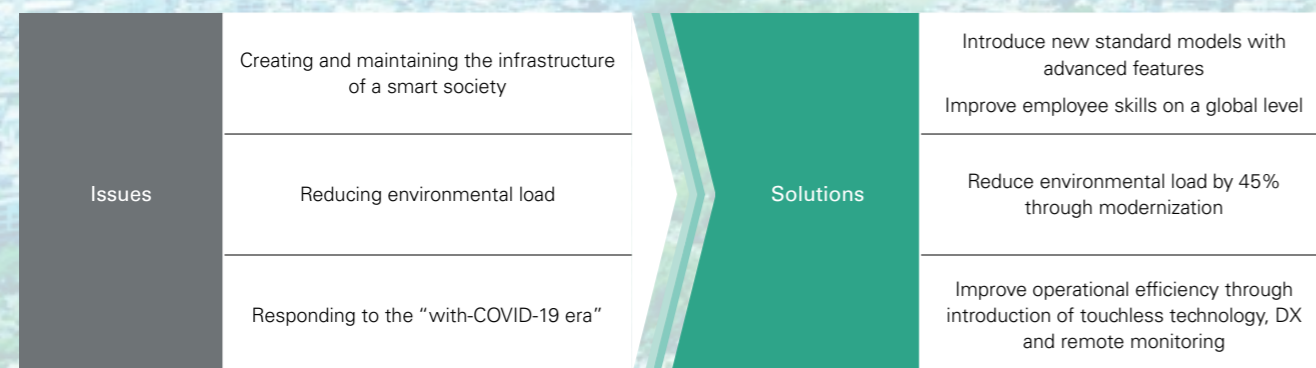 Issues
Creating and maintaining the infrastructure
of a smart society
Reducing environmental load
Responding to the “with-COVID-19 era”
Solutions
Introduce new standard models with
advanced features
Improve employee skills on a global level
Reduce environmental load by 45%
through modernization
Improve operational efficiency through
introduction of touchless technology, DX
and remote monitoring